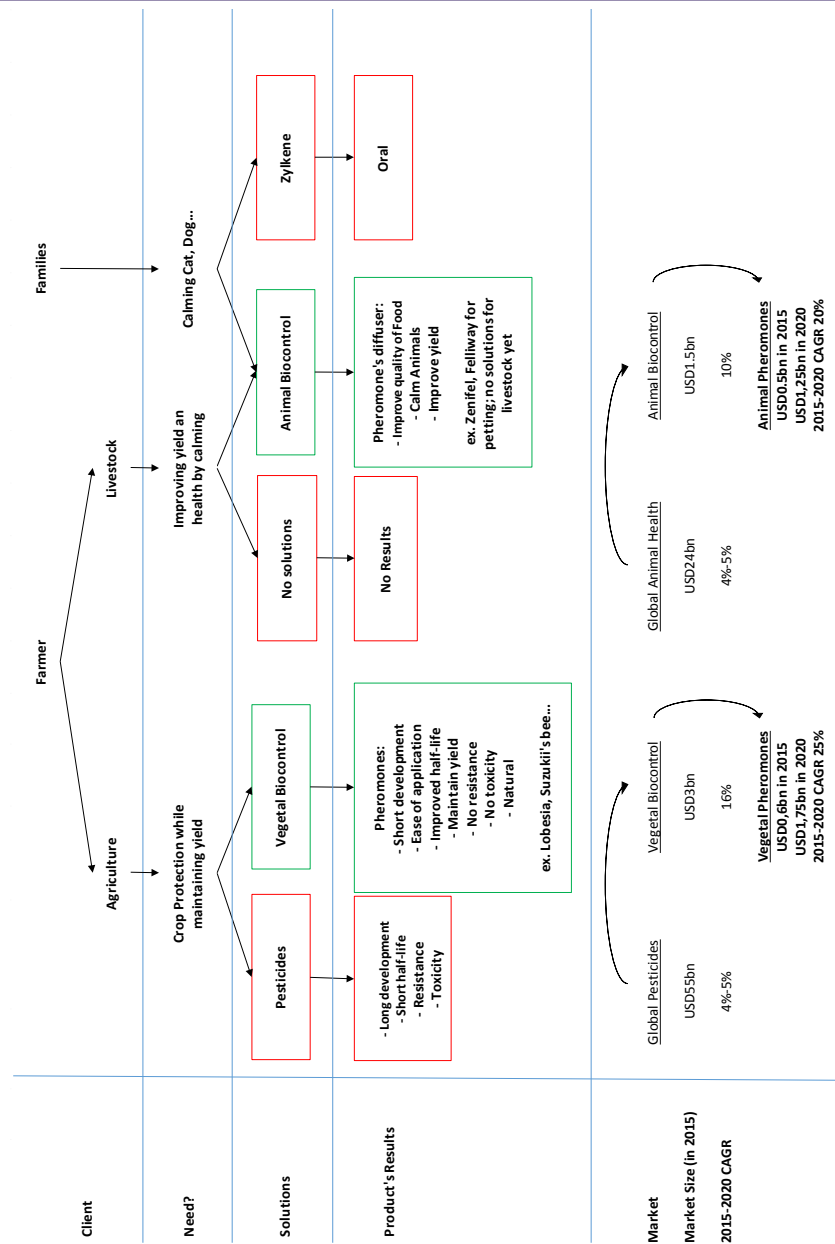 Client
Farmer
Families
Agriculture
Livestock
Need?
Crop Protection while
maintaining yield
Improving yield an
health by calming
Calming Cat, Dog...
Solutions
Pesticides
Vegetal Biocontrol
No solutions
Animal Biocontrol
Zylkene
Product's Results
- Long development
- Short half-life
- Resistance
- Toxicity
Pheromones:
- Short development
- Ease of application
- Improved half-life
- Maintain yield
- No resistance
- No toxicity
- Natural
ex. Lobesia, Suzukii's bee...
No Results
Pheromone's diffuser:
- Improve quality of Food
- Calm Animals
- Improve yield
ex. Zenifel, Felliway for
petting; no solutions for
livestock yet
Oral
Market
Global Pesticides
Vegetal Biocontrol
Global Animal Health
Animal Biocontrol
Market Size (in 2015)
USD55bn
USD3bn
USD24bn
USD1.5bn
2015-2020 CAGR
4%-5%
16%
4%-5%
10%
Vegetal Pheromones
USD0,6bn in 2015
USD1,75bn in 2020
2015-2020 CAGR 25%
Animal Pheromones
USD0.5bn in 2015
USD1,25bn in 2020
2015-2020 CAGR 20%